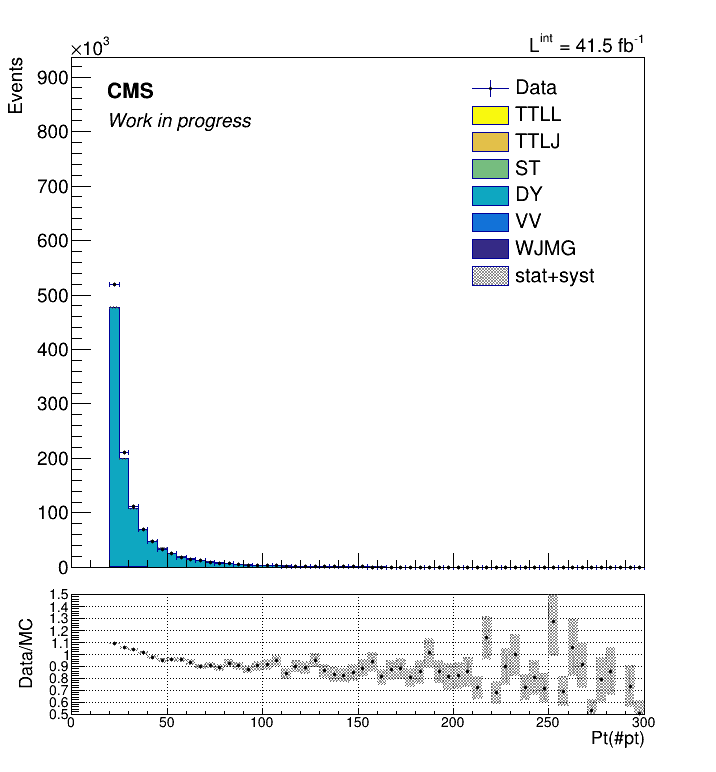 ×10³
L^int = 41.5 fb⁻¹
Events
CMS
Work in progress
Data
TTLL
TTLJ
ST
DY
VV
WJMG
stat+syst
900
800
700
600
500
400
300
200
100
0
Data/MC
1.5
1.4
1.3
1.2
1.1
1
0.9
0.8
0.7
0.6
0.5
0 50 100 150 200 250 300
Pt(#pt)